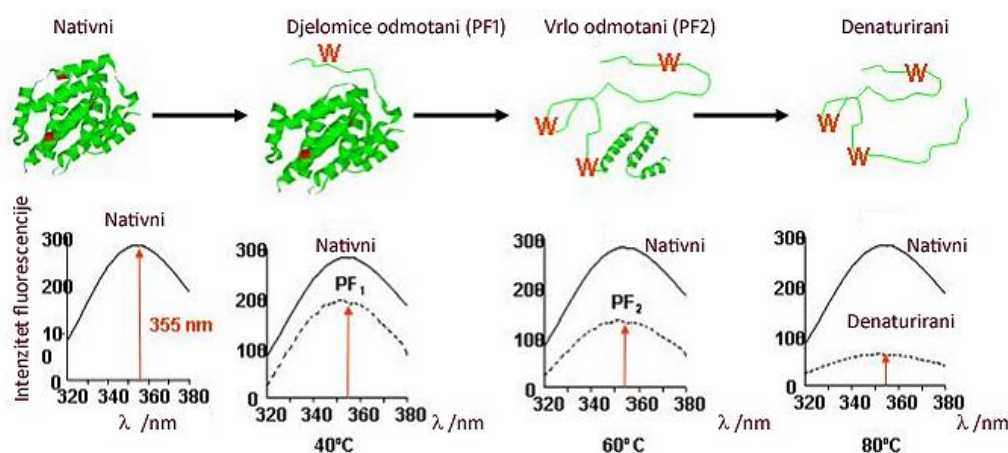 Nativni
Djelomice odmotani (PF1)
Vrlo odmotani (PF2)
Denaturirani
W
W
W
W
W
W
W
Intenzitet fluorescencije
Nativni
300
200
10
0
0
355 nm
320 340 360 380
λ /nm
Nativni
PF1
300
200
100
0
320 340 360 380
λ /nm
40ºC
Nativni
PF2
300
200
100
0
320 340 360 380
λ /nm
60ºC
Nativni
Denaturirani
300
200
100
0
320 340 360 380
λ /nm
80ºC